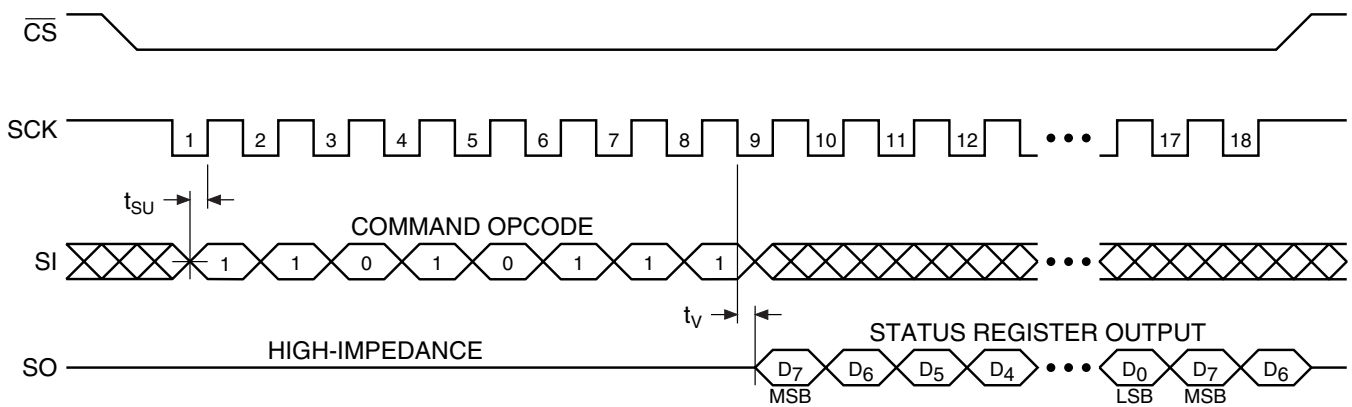 CS
SCK 1 2 3 4 5 6 7 8 9 10 11 12 17 18
tSU
COMMAND OPCODE
SI 1 1 0 1 0 1 1 1
tV
HIGH-IMPEDANCE
STATUS REGISTER OUTPUT
SO D7 D6 D5 D4 D0 D7 D6
MSB LSB MSB